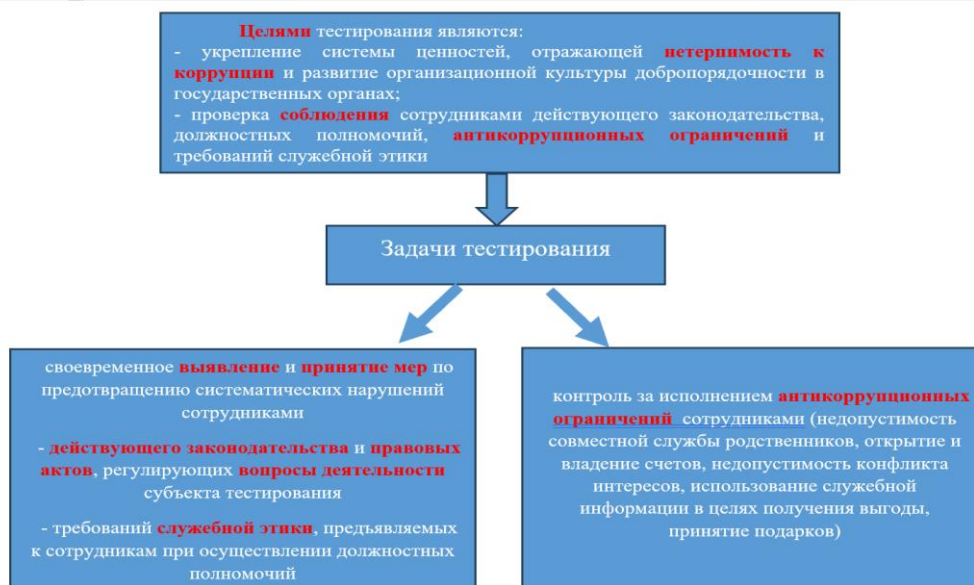 Целями тестирования являются:
- укрепление системы ценностей, отражающей нетерпимость к
коррупции и развитие организационной культуры добропорядочности в
государственных органах;
- проверка соблюдения сотрудниками действующего законодательства,
должностных полномочий, антикоррупционных ограничений и
требований служебной этики
Задачи тестирования
своевременное выявление и принятие мер по
предотвращению систематических нарушений
сотрудниками
- действующего законодательства и правовых
актов, регулирующих вопросы деятельности
субъекта тестирования
- требований служебной этики, предъявляемых
к сотрудникам при осуществлении должностных
полномочий
контроль за исполнением антикоррупционных
ограничений сотрудниками (недопустимость
совместной службы родственников, открытие и
владение счетов, недопустимость конфликта
интересов, использование служебной
информации в целях получения выгоды,
принятие подарков)